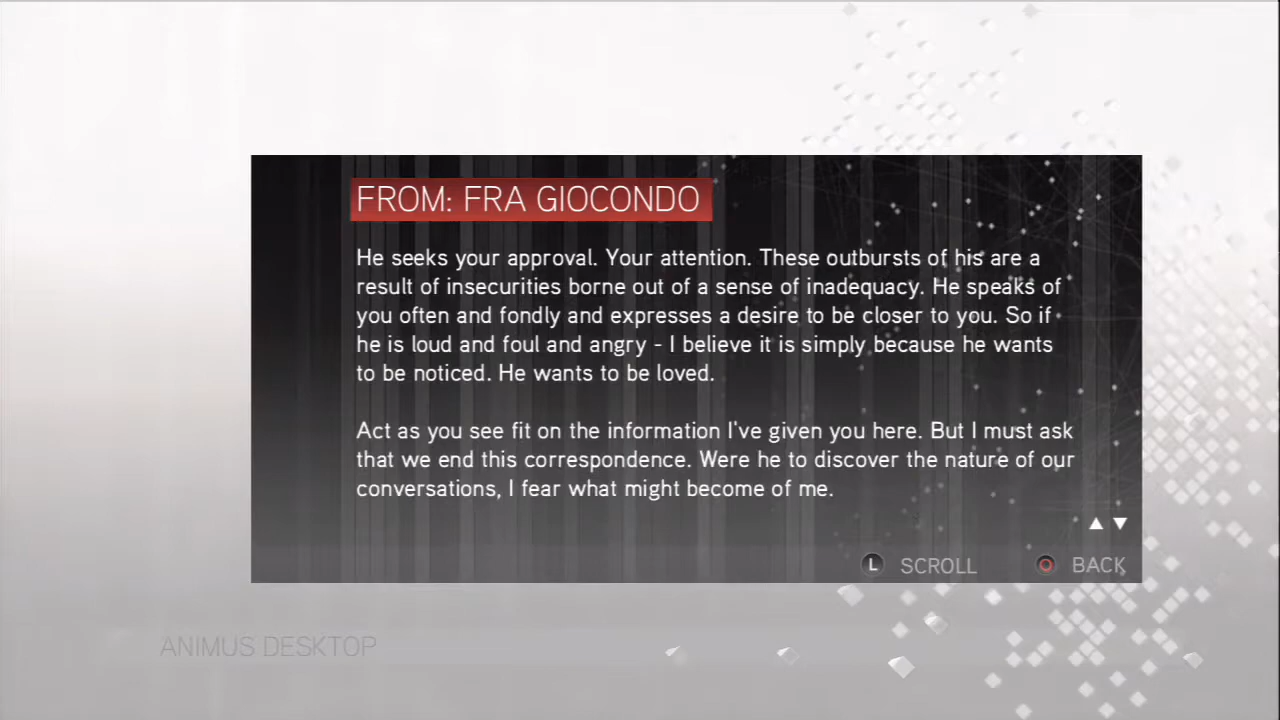 FROM: FRA GIOCONDO
He seeks your approval. Your attention. These outbursts of his are a
result of insecurities borne out of a sense of inadequacy. He speaks of
you often and fondly and expresses a desire to be closer to you. So if
he is loud and foul and angry - I believe it is simply because he wants
to be noticed. He wants to be loved.
Act as you see fit on the information I've given you here. But I must ask
that we end this correspondence. Were he to discover the nature of our
conversations, I fear what might become of me.
L SCROLL BACK
ANIMUS DESKTOP